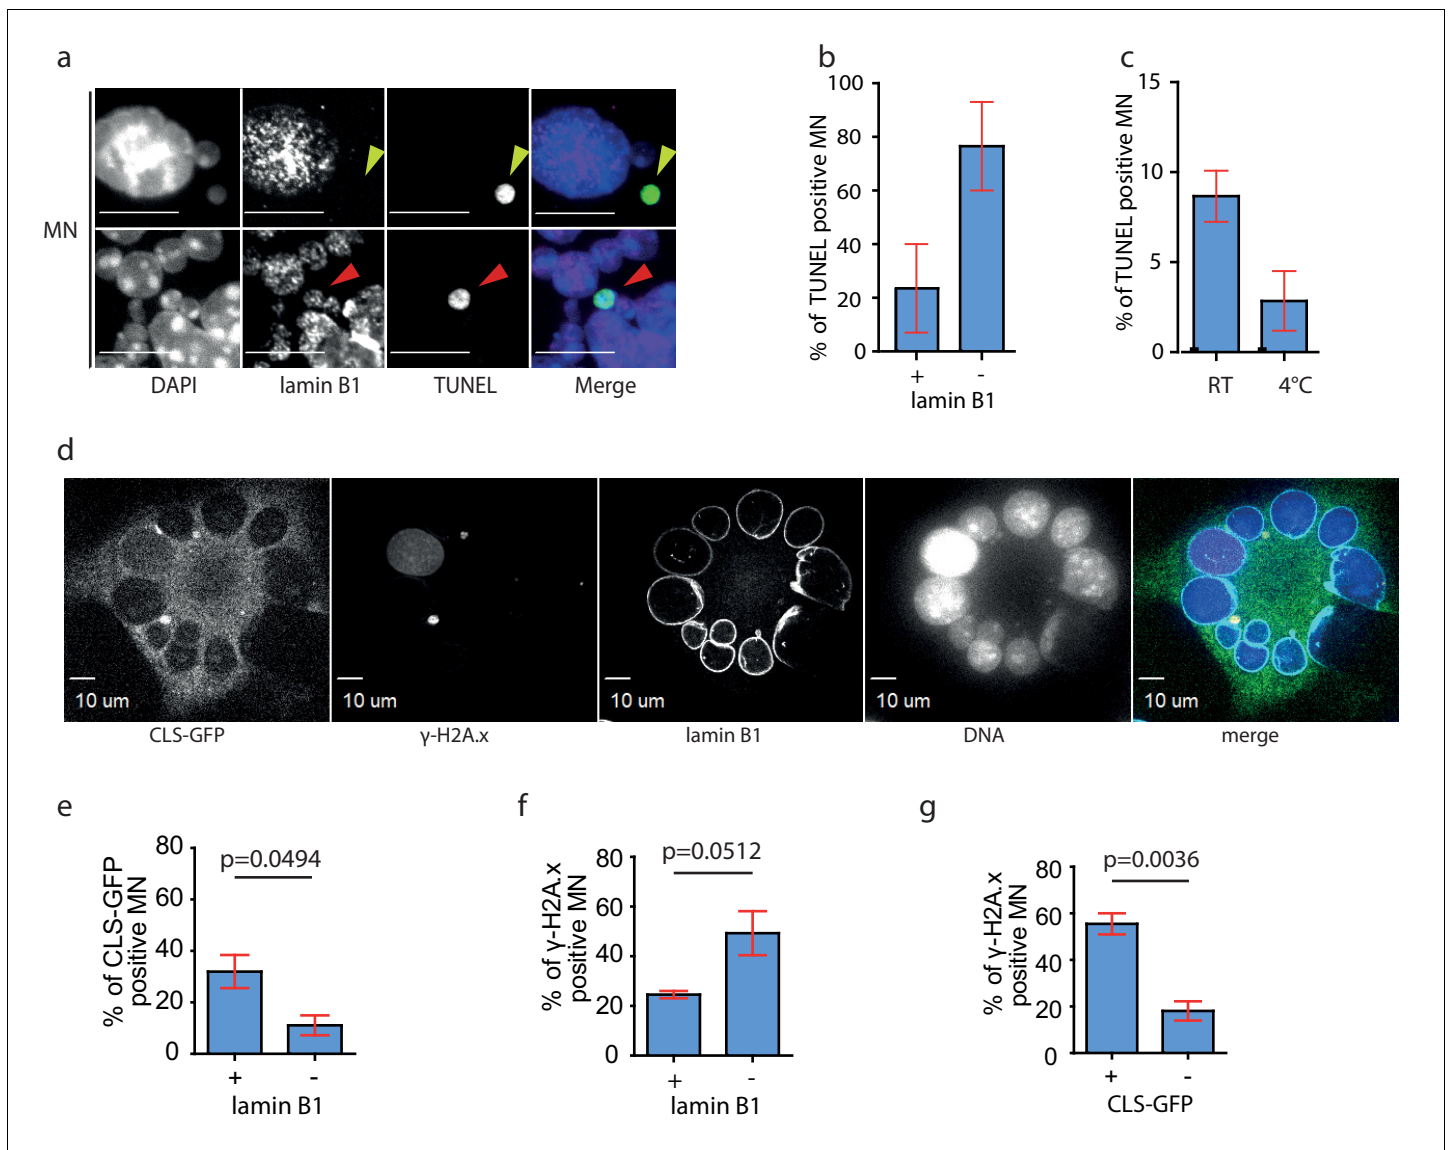 a
MN
DAPI
lamin B1
TUNEL
Merge
b
% of TUNEL positive MN
100
80
60
40
20
0
+
-
lamin B1
c
% of TUNEL positive MN
15
10
5
0
RT
4°C
d
10 um
10 um
10 um
10 um
10 um
CLS-GFP
γ-H2A.x
lamin B1
DNA
merge
e
% of CLS-GFP
positive MN
80
60
40
20
0
p=0.0494
+
-
lamin B1
f
% of γ-H2A.x
positive MN
80
60
40
20
0
p=0.0512
+
-
lamin B1
g
% of γ-H2A.x
positive MN
80
60
40
20
0
p=0.0036
+
-
CLS-GFP